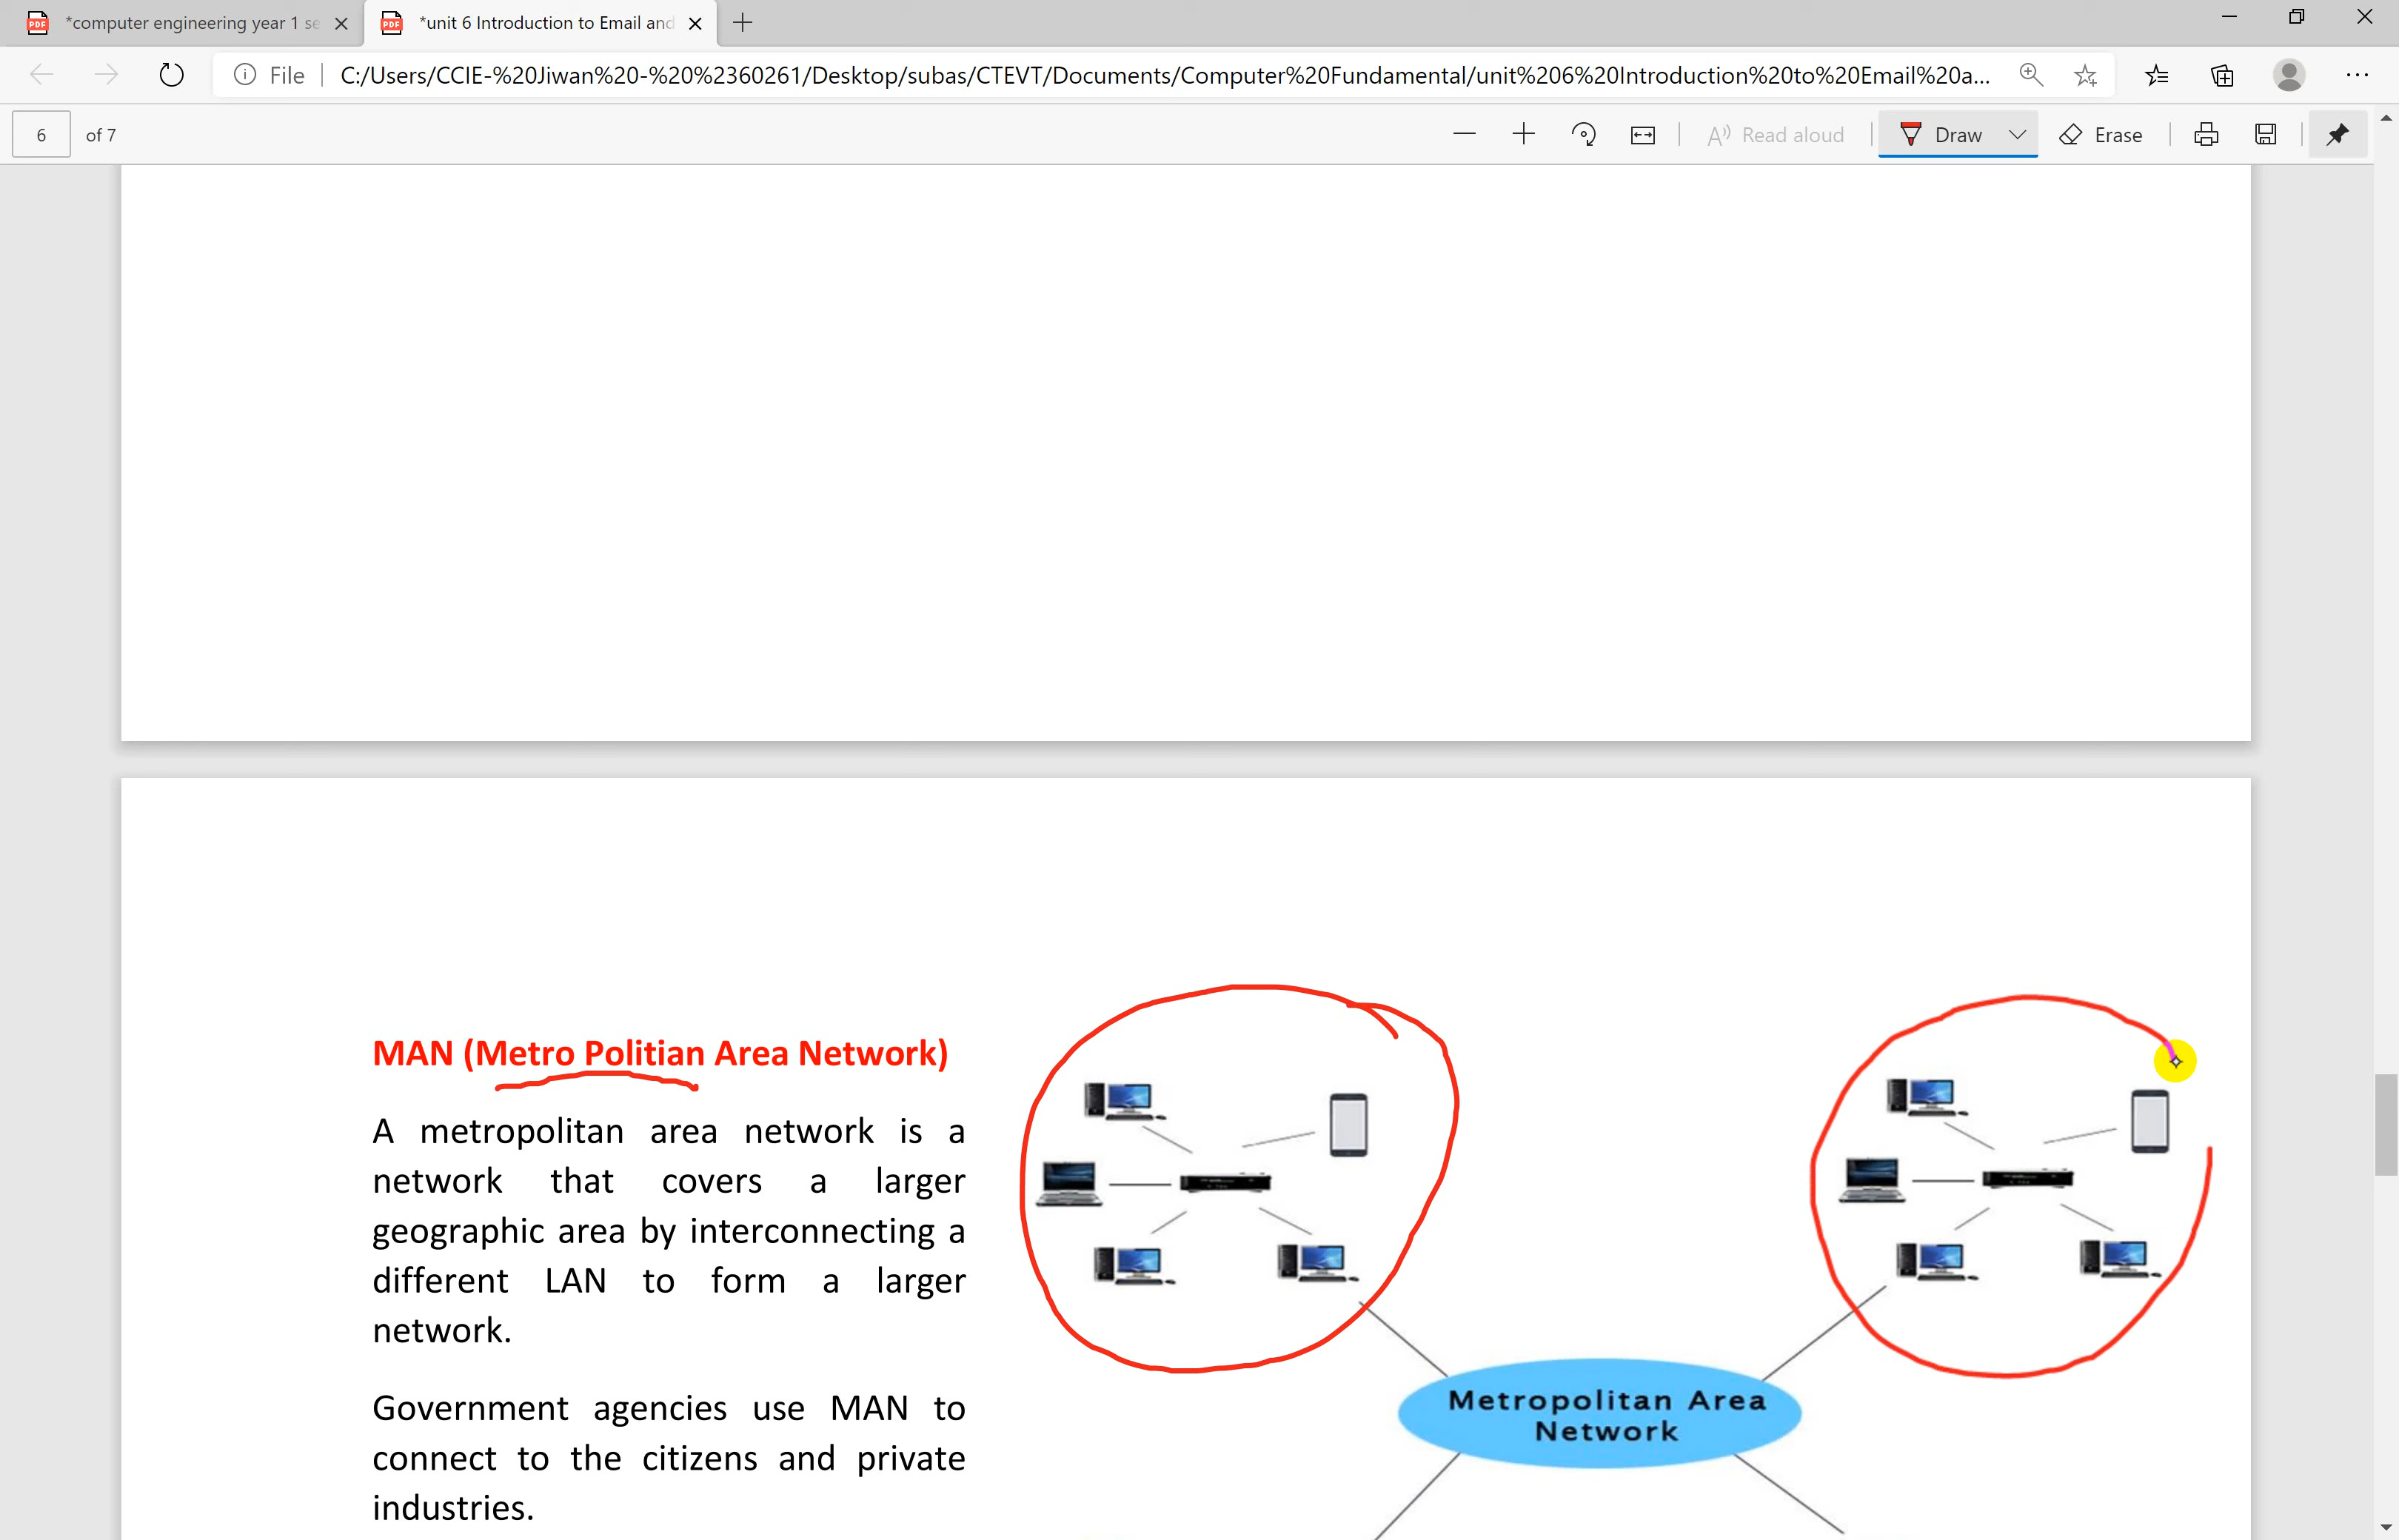 *computer engineering year 1 se
*unit 6 Introduction to Email and
File
C:/Users/CCIE-%20Jiwan%20-%20%2360261/Desktop/subas/CTEVT/Documents/Computer%20Fundamental/unit%206%20Introduction%20to%20Email%20a...
6 of 7
Read aloud
Draw
Erase
MAN (Metro Politian Area Network)
A metropolitan area network is a
network that covers a larger
geographic area by interconnecting a
different LAN to form a larger
network.
Government agencies use MAN to
connect to the citizens and private
industries.
Metropolitan Area
Network